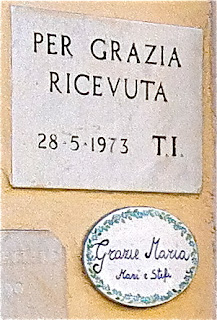 PER GRAZIA
RICEVUTA
28·5·1973 T.I.
Grazie Maria
Mari e Stefi